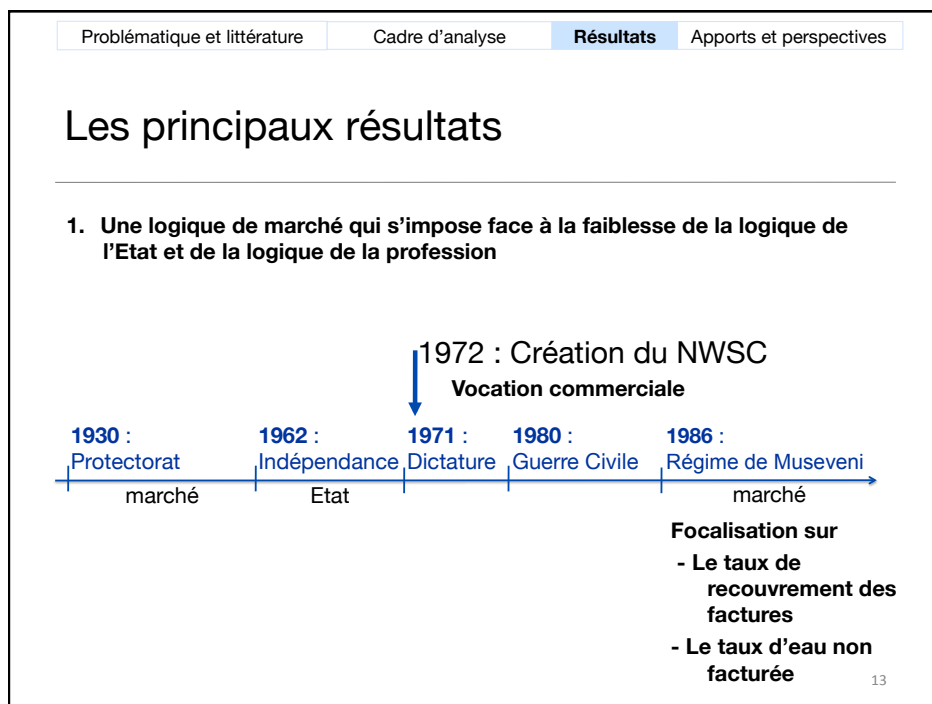 Problématique et littérature Cadre d'analyse Résultats Apports et perspectives
Les principaux résultats
1. Une logique de marché qui s'impose face à la faiblesse de la logique de
l'Etat et de la logique de la profession
1972 : Création du NWSC
Vocation commerciale
1930 : 1962 : 1971 : 1980 : 1986 :
Protectorat Indépendance Dictature Guerre Civile Régime de Museveni
marché Etat marché
Focalisation sur
- Le taux de
recouvrement des
factures
- Le taux d'eau non
facturée
13